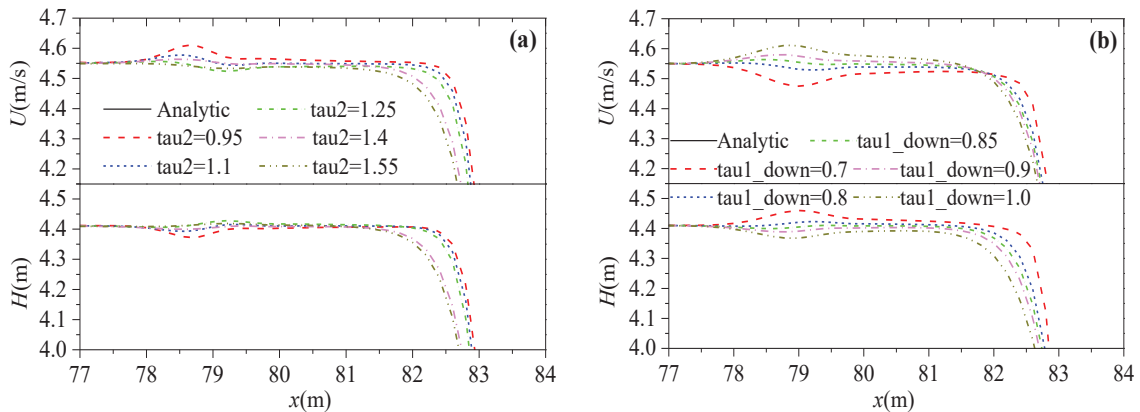 (a)
4.7
4.6
4.5
4.4
4.3
4.2
U(m/s)
Analytic
tau2=1.25
tau2=0.95
tau2=1.4
tau2=1.1
tau2=1.55
4.5
4.4
4.3
4.2
4.1
4.0
H(m)
77 78 79 80 81 82 83 84
x(m)
(b)
4.7
4.6
4.5
4.4
4.3
4.2
U(m/s)
Analytic
tau1_down=0.85
tau1_down=0.7
tau1_down=0.9
tau1_down=0.8
tau1_down=1.0
4.5
4.4
4.3
4.2
4.1
4.0
H(m)
77 78 79 80 81 82 83 84
x(m)